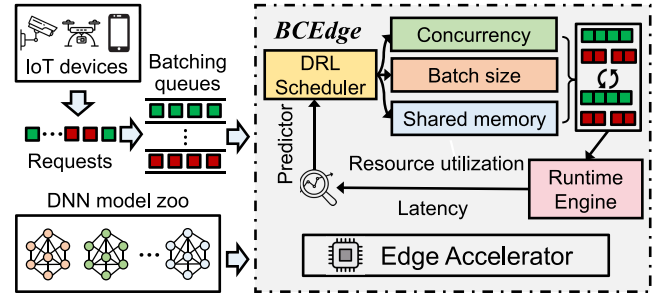 IoT devices
Batching
queues
Requests
DNN model zoo
BCEdge
DRL
Scheduler
Concurrency
Batch size
Shared memory
Predictor
Resource utilization
Latency
Runtime
Engine
Edge Accelerator